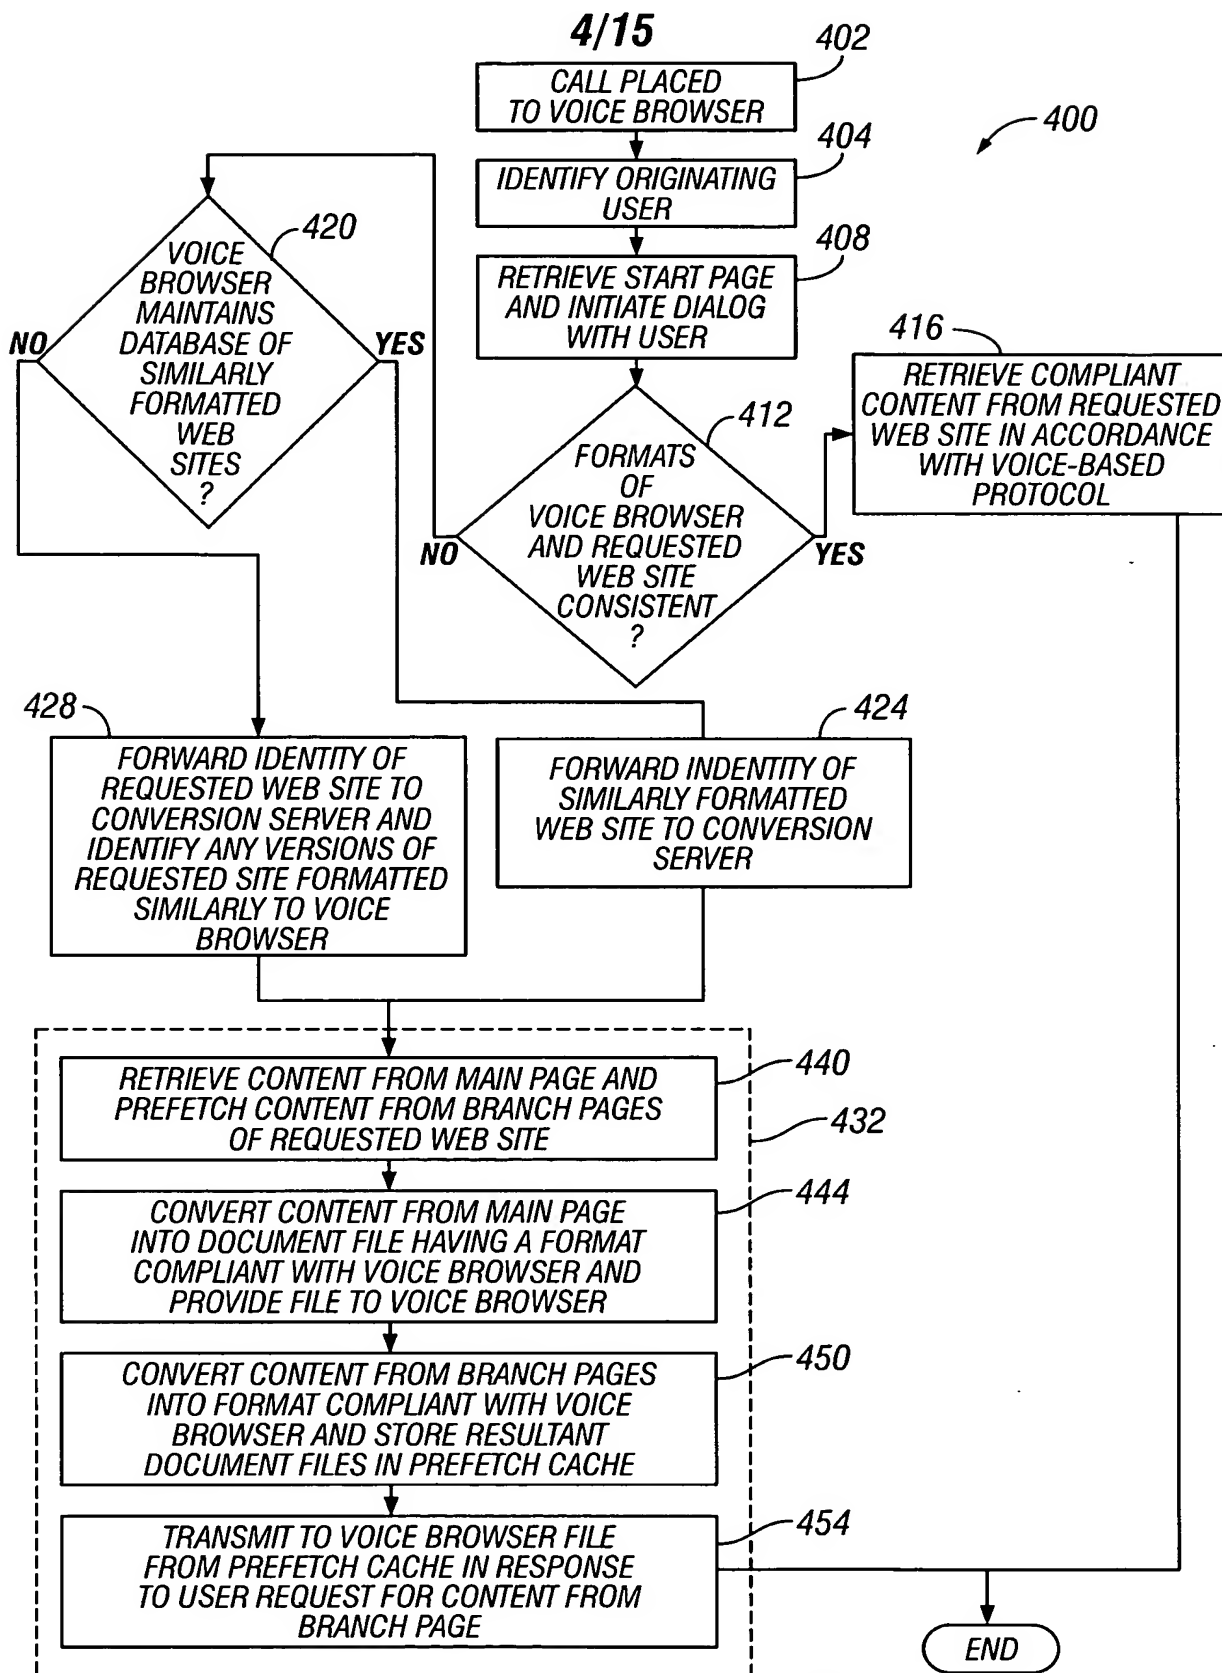 4/15
402
CALL PLACED
TO VOICE BROWSER
400
404
IDENTIFY ORIGINATING
USER
408
RETRIEVE START PAGE
AND INITIATE DIALOG
WITH USER
412
FORMATS
OF
VOICE BROWSER
AND REQUESTED
WEB SITE
CONSISTENT
?
NO
YES
416
RETRIEVE COMPLIANT
CONTENT FROM REQUESTED
WEB SITE IN ACCORDANCE
WITH VOICE-BASED
PROTOCOL
420
VOICE
BROWSER
MAINTAINS
DATABASE OF
SIMILARLY
FORMATTED
WEB
SITES
?
NO
YES
428
FORWARD IDENTITY OF
REQUESTED WEB SITE TO
CONVERSION SERVER AND
IDENTIFY ANY VERSIONS OF
REQUESTED SITE FORMATTED
SIMILARLY TO VOICE
BROWSER
424
FORWARD INDENTITY OF
SIMILARLY FORMATTED
WEB SITE TO CONVERSION
SERVER
432
440
RETRIEVE CONTENT FROM MAIN PAGE AND
PREFETCH CONTENT FROM BRANCH PAGES
OF REQUESTED WEB SITE
444
CONVERT CONTENT FROM MAIN PAGE
INTO DOCUMENT FILE HAVING A FORMAT
COMPLIANT WITH VOICE BROWSER AND
PROVIDE FILE TO VOICE BROWSER
450
CONVERT CONTENT FROM BRANCH PAGES
INTO FORMAT COMPLIANT WITH VOICE
BROWSER AND STORE RESULTANT
DOCUMENT FILES IN PREFETCH CACHE
454
TRANSMIT TO VOICE BROWSER FILE
FROM PREFETCH CACHE IN RESPONSE
TO USER REQUEST FOR CONTENT FROM
BRANCH PAGE
END